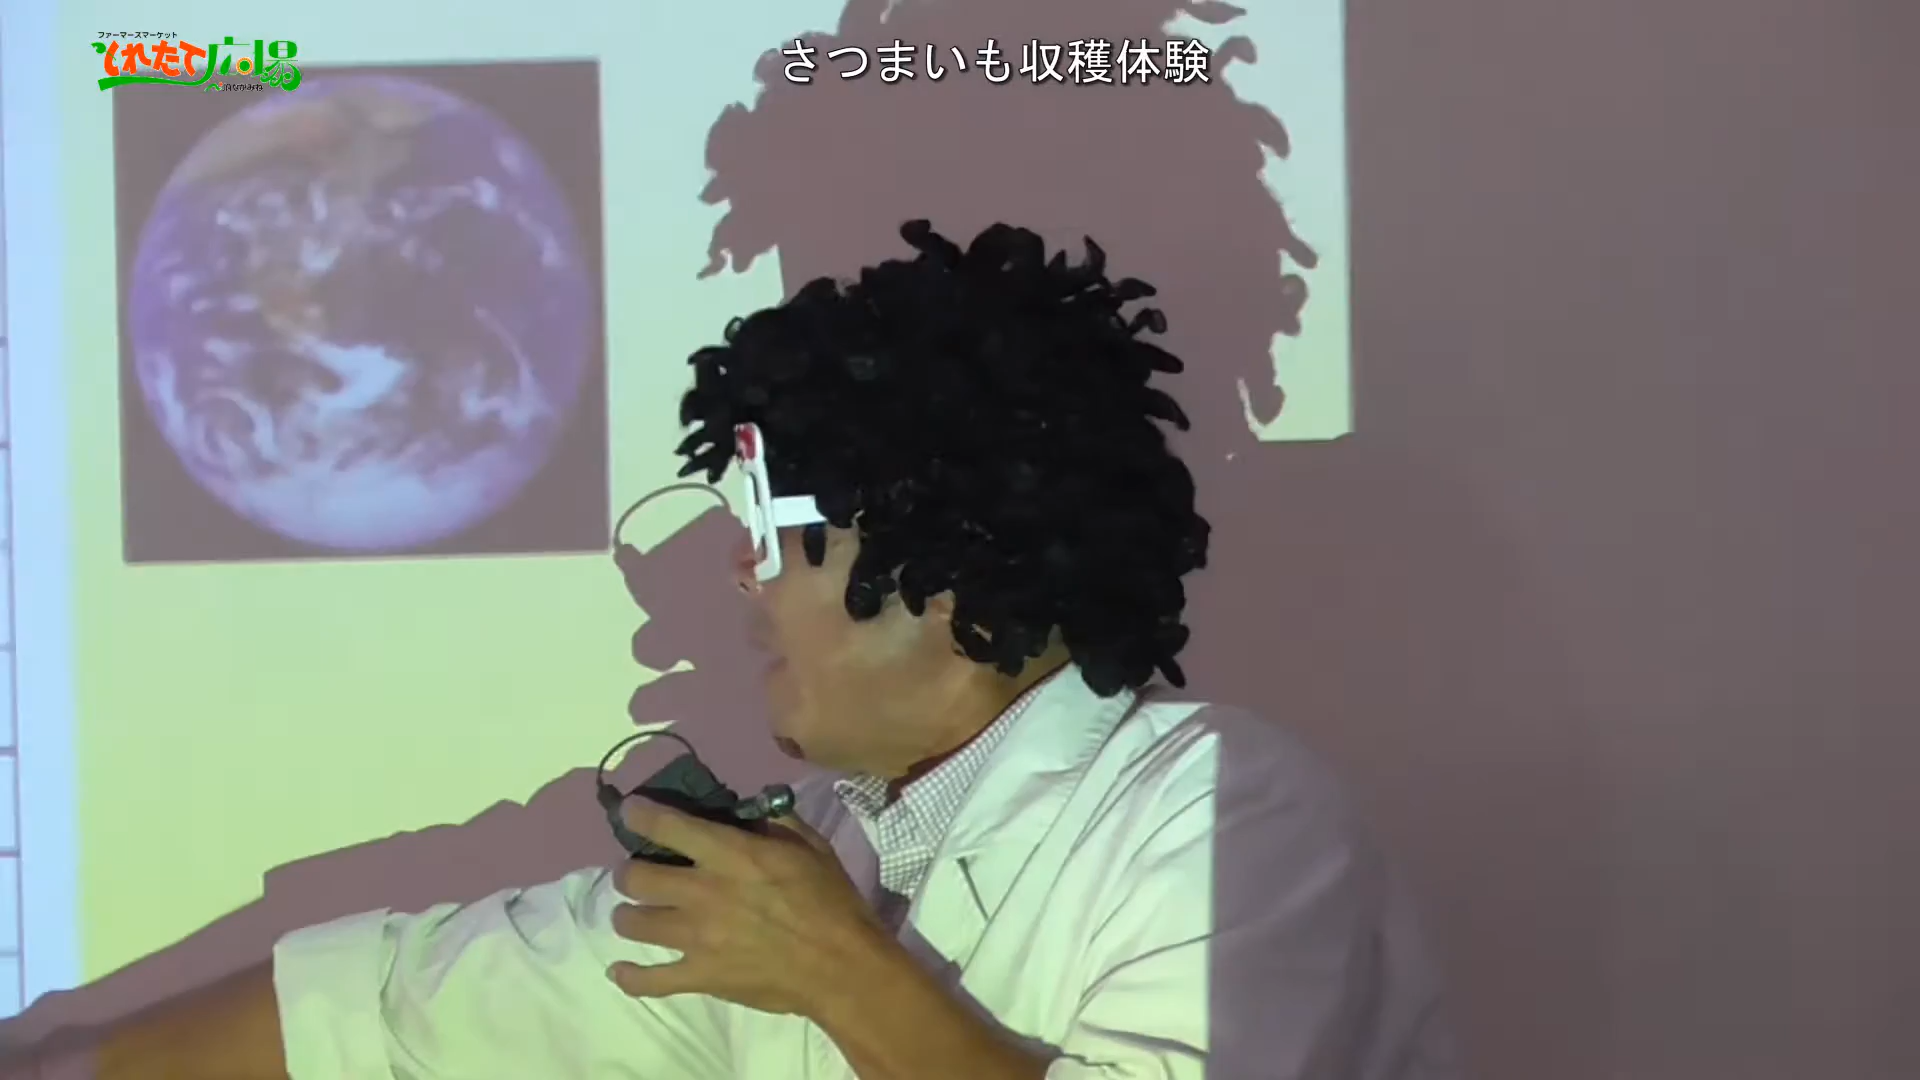 ファーマースマーケット
とれたて広場
さつまいも収穫体験